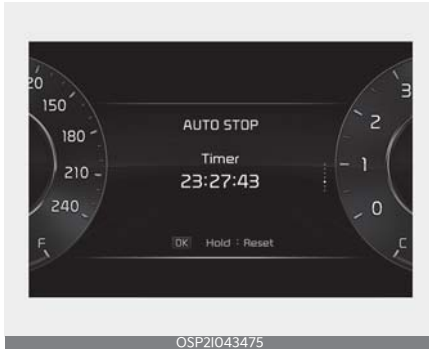 20
150
180
210
240
F
AUTO STOP
Timer
23:27:43
OK Hold : Reset
3
2
1
0
C
OSP2I043475